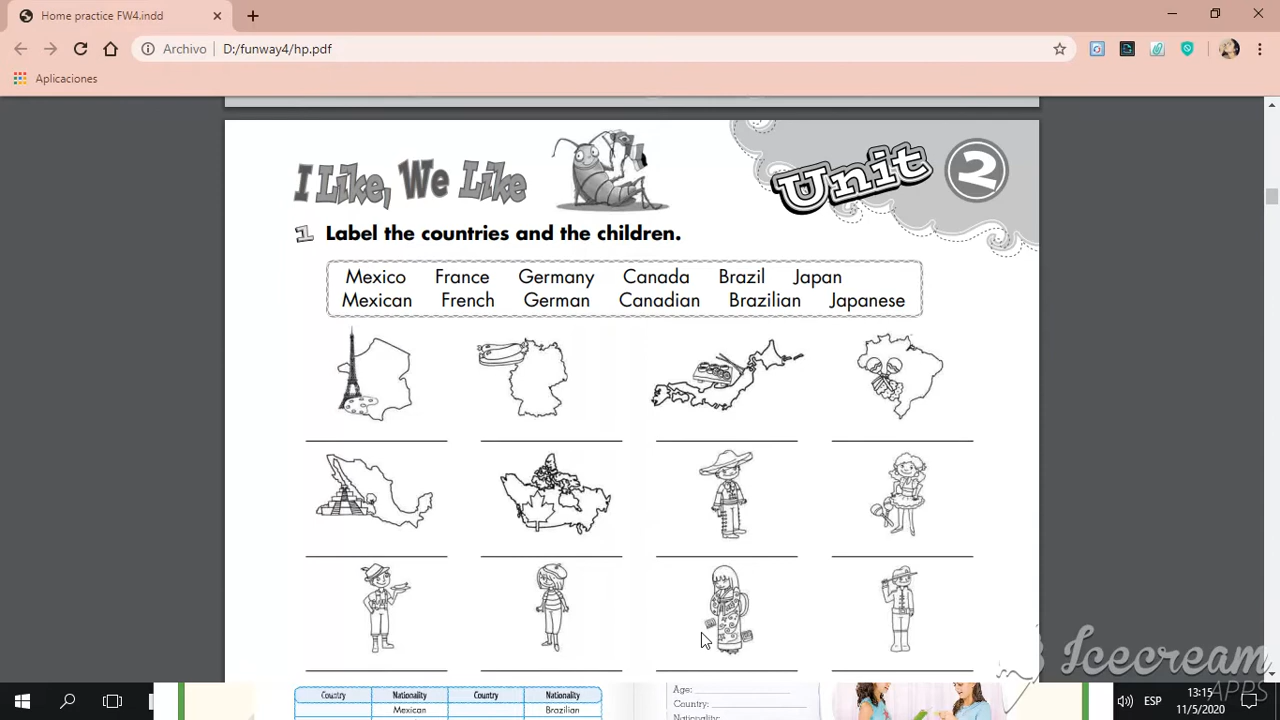 Home practice FW4.indd
Archivo D:/funway4/hp.pdf
Aplicaciones
I Like, We Like
Unit 2
1 Label the countries and the children.
Mexico France Germany Canada Brazil Japan
Mexican French German Canadian Brazilian Japanese
Icecream
APPS
Country Nationality Country Nationality
Mexican Brazilian
Age:
Country:
Nationality:
ESP
13:15
11/5/2020